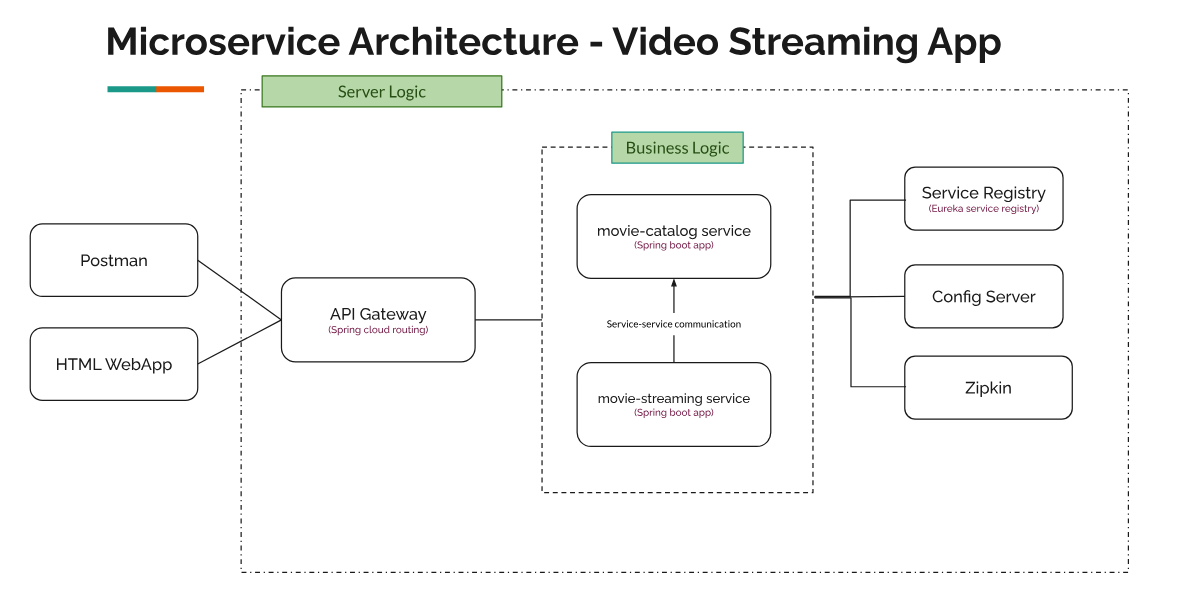 Microservice Architecture - Video Streaming App
Server Logic
Business Logic
Postman
HTML WebApp
API Gateway
(Spring cloud routing)
movie-catalog service
(Spring boot app)
Service-service communication
movie-streaming service
(Spring boot app)
Service Registry
(Eureka service registry)
Config Server
Zipkin